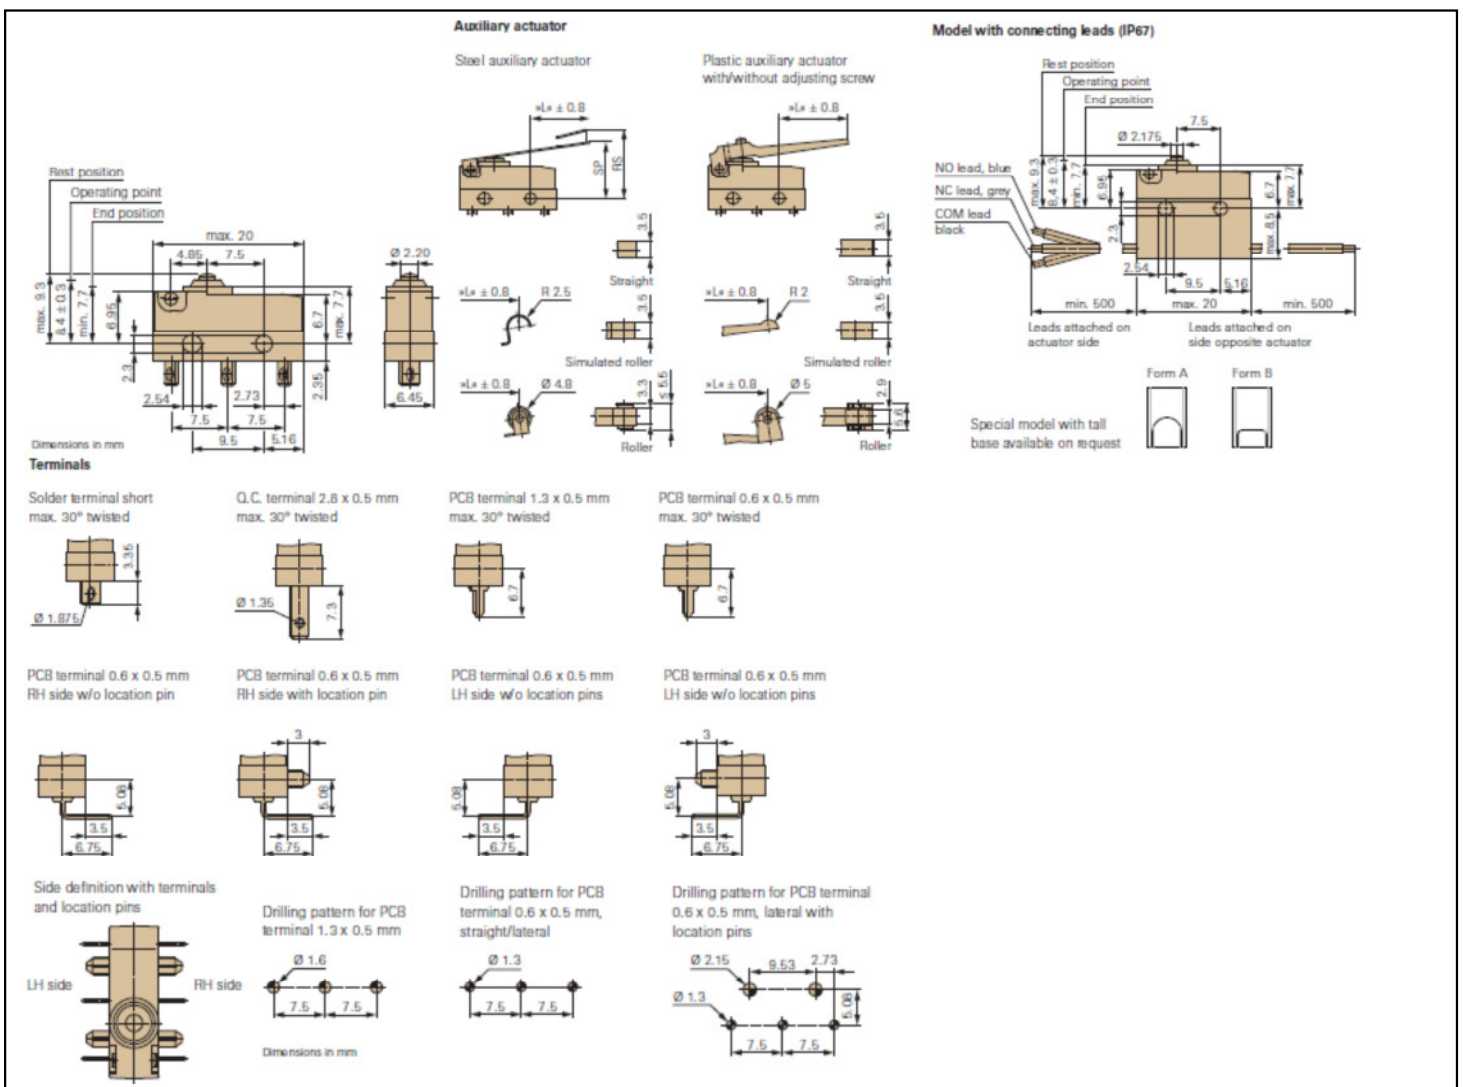 Auxiliary actuator
Model with connecting leads (IP67)
Steel auxiliary actuator
Plastic auxiliary actuator
with/without adjusting screw
Rest position
Operating point
End position
»L« ± 0.8
»L« ± 0.8
7.5
Ø 2.175
SP
RS
max. 9.3
8.4 ± 0.3
min. 7.7
6.95
6.7
max. 7.7
NO lead, blue
NC lead, grey
COM lead
black
2.3
max. 8.5
2.54
9.5
5.16
min. 500
max. 20
min. 500
Leads attached on
actuator side
Leads attached on
side opposite actuator
Rest position
Operating point
End position
max. 20
4.85
7.5
Ø 2.20
max. 9.3
8.4 ± 0.3
min. 7.7
6.95
6.7
max. 7.7
2.3
2.35
2.54
2.73
7.5
7.5
9.5
5.16
6.45
Dimensions in mm
3.5
Straight
3.5
Straight
»L« ± 0.8
R 2.5
3.5
Simulated roller
»L« ± 0.8
R 2
3.5
Simulated roller
»L« ± 0.8
Ø 4.8
3.3
≤ 5.5
Roller
»L« ± 0.8
Ø 5
2.9
5.6
Roller
Form A
Form B
Special model with tall
base available on request
Terminals
Solder terminal short
max. 30° twisted
Q.C. terminal 2.8 x 0.5 mm
max. 30° twisted
PCB terminal 1.3 x 0.5 mm
max. 30° twisted
PCB terminal 0.6 x 0.5 mm
max. 30° twisted
3.35
Ø 1.875
Ø 1.35
7.3
6.7
6.7
PCB terminal 0.6 x 0.5 mm
RH side w/o location pin
PCB terminal 0.6 x 0.5 mm
RH side with location pin
PCB terminal 0.6 x 0.5 mm
LH side w/o location pins
PCB terminal 0.6 x 0.5 mm
LH side w/o location pins
5.08
3.5
6.75
3
5.08
3.5
6.75
5.08
3.5
6.75
3
5.08
3.5
6.75
Side definition with terminals
and location pins
LH side
RH side
Drilling pattern for PCB
terminal 1.3 x 0.5 mm
Ø 1.6
7.5
7.5
Dimensions in mm
Drilling pattern for PCB
terminal 0.6 x 0.5 mm,
straight/lateral
Ø 1.3
7.5
7.5
Drilling pattern for PCB terminal
0.6 x 0.5 mm, lateral with
location pins
Ø 2.15
9.53
2.73
Ø 1.3
5.08
7.5
7.5